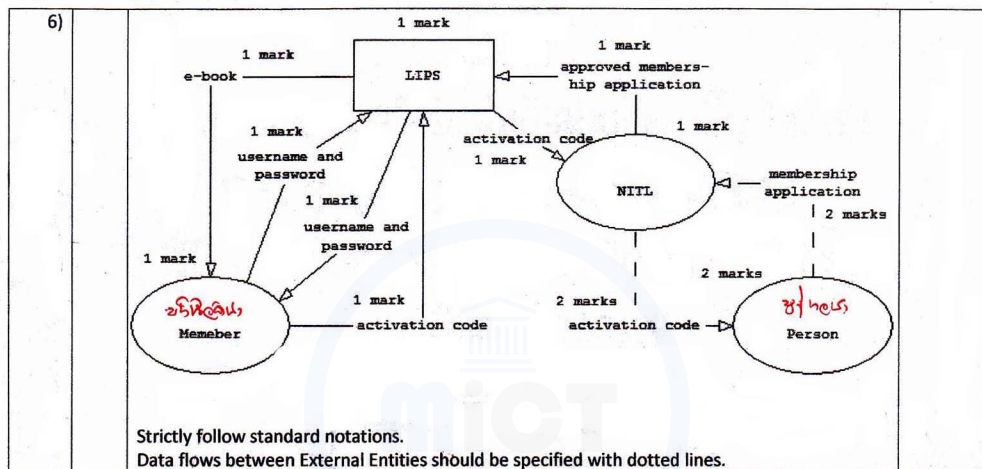 6)
1 mark
LIPS
1 mark
e-book
1 mark
approved members-
hip application
1 mark
username and
password
activation code
1 mark
1 mark
NITL
membership
application
2 marks
1 mark
username and
password
1 mark
Memeber
1 mark
activation code
2 marks
activation code
2 marks
Person
mICT
Strictly follow standard notations.
Data flows between External Entities should be specified with dotted lines.